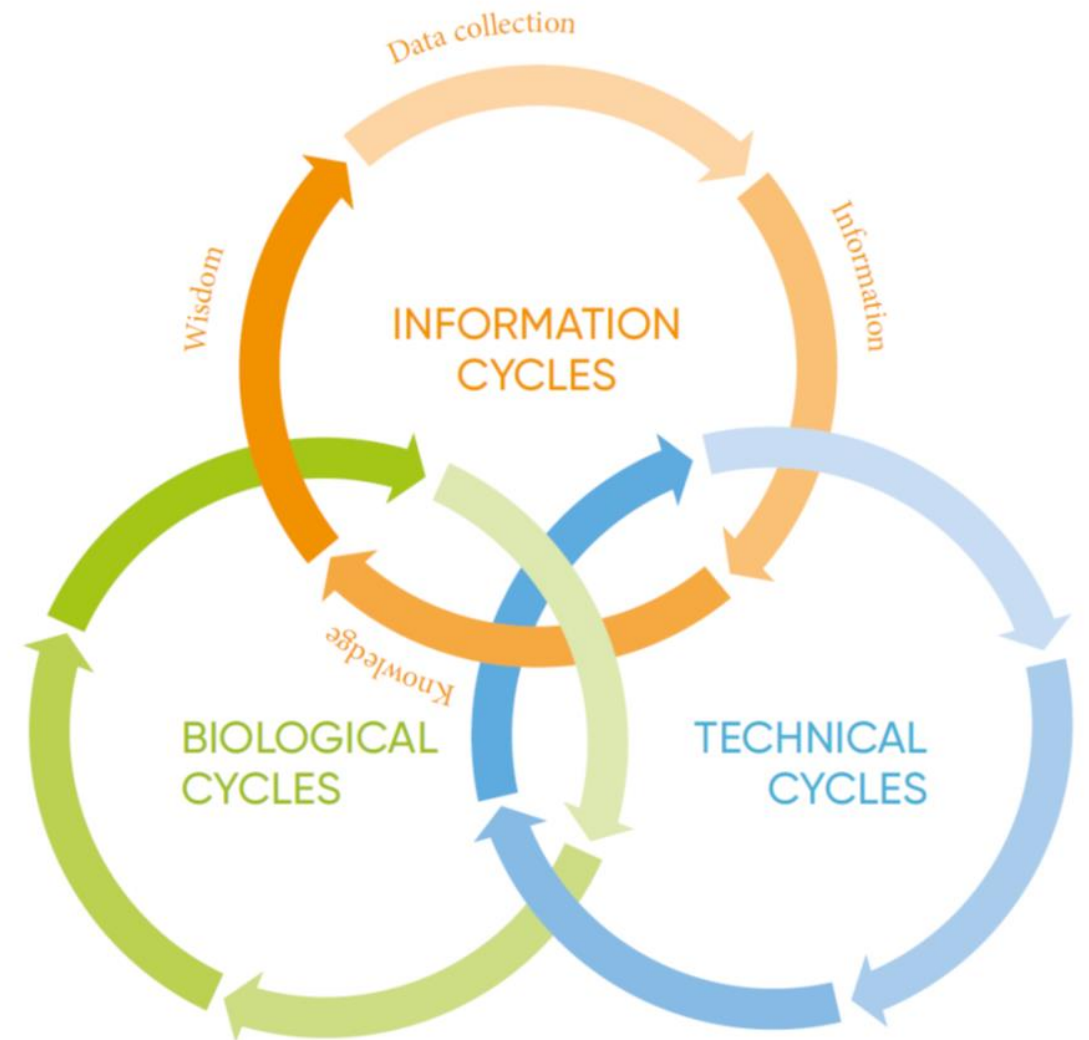 Data collection
Information
Wisdom
INFORMATION
CYCLES
Knowledge
BIOLOGICAL
CYCLES
TECHNICAL
CYCLES